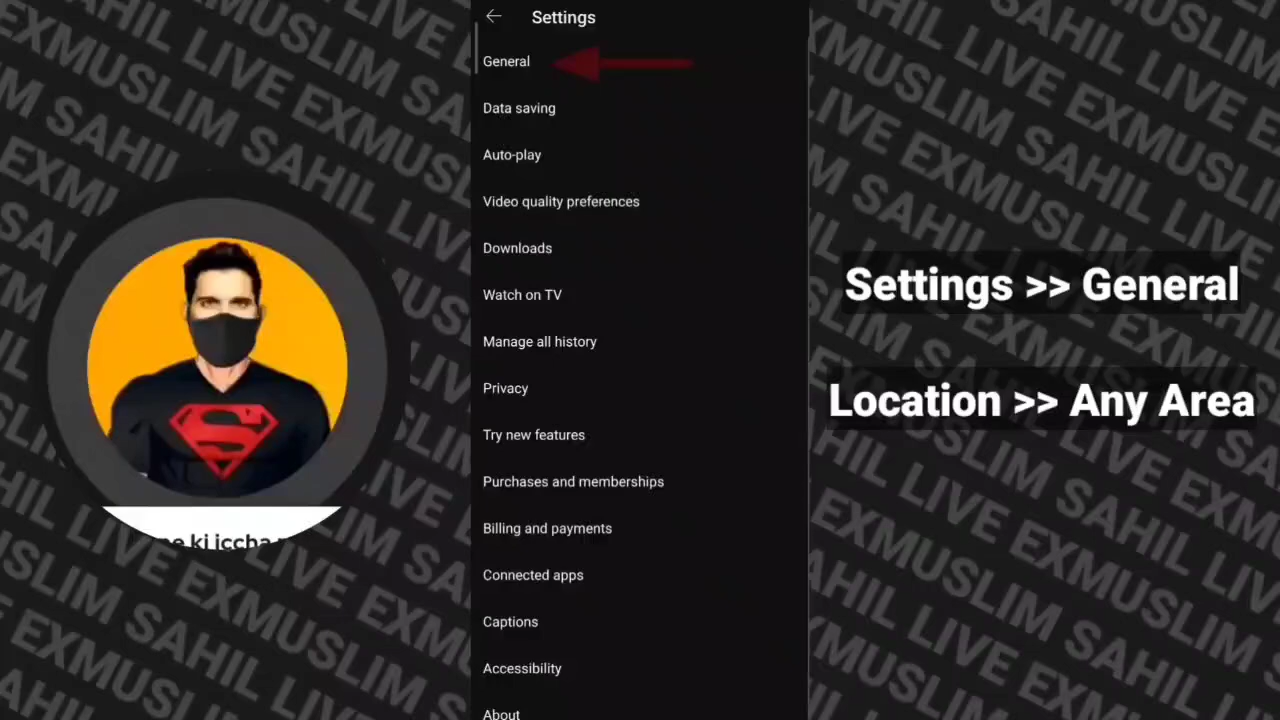 Settings
General
Data saving
Auto-play
Video quality preferences
Downloads
Watch on TV
Manage all history
Privacy
Try new features
Purchases and memberships
Billing and payments
Connected apps
Captions
Accessibility
About
Settings >> General
Location >> Any Area
ki iccha
EXMUSLIM SAHIL LIVE